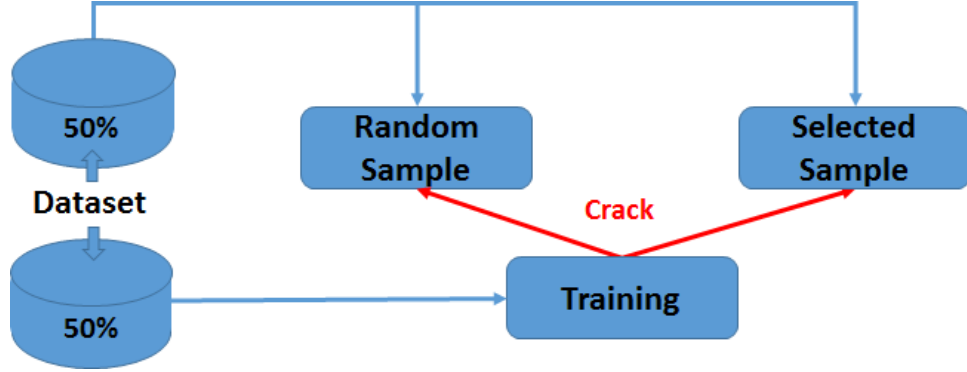 50%
Dataset
50%
Random
Sample
Selected
Sample
Crack
Training